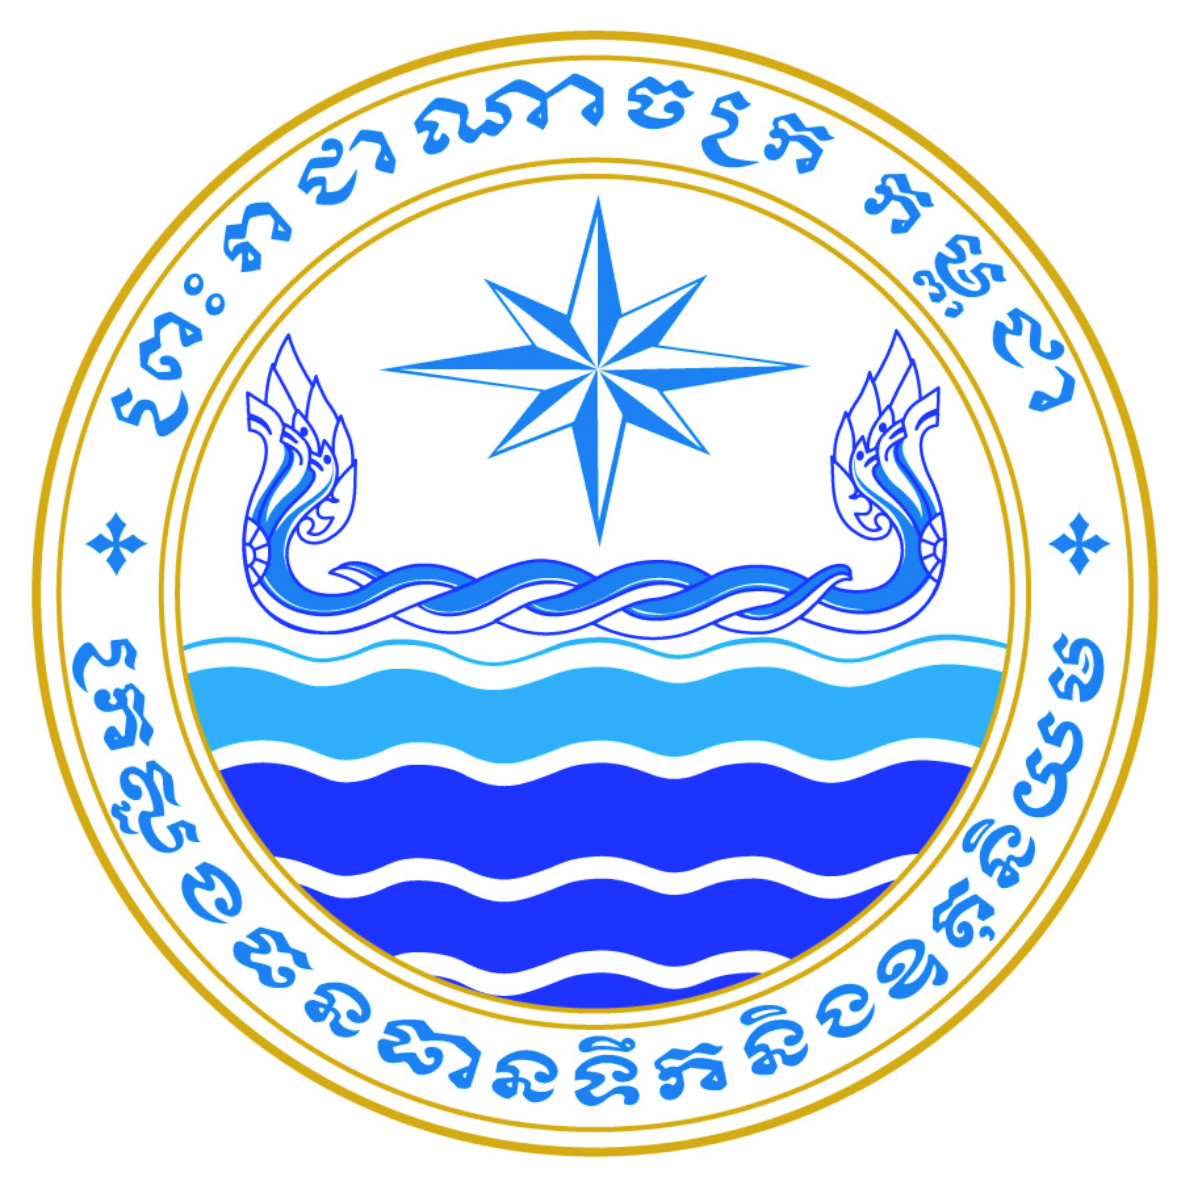 ព្រះរាជាណាចក្រ កម្ពុជា
ក្រសួងធនធានទឹកនិងឧតុនិយម